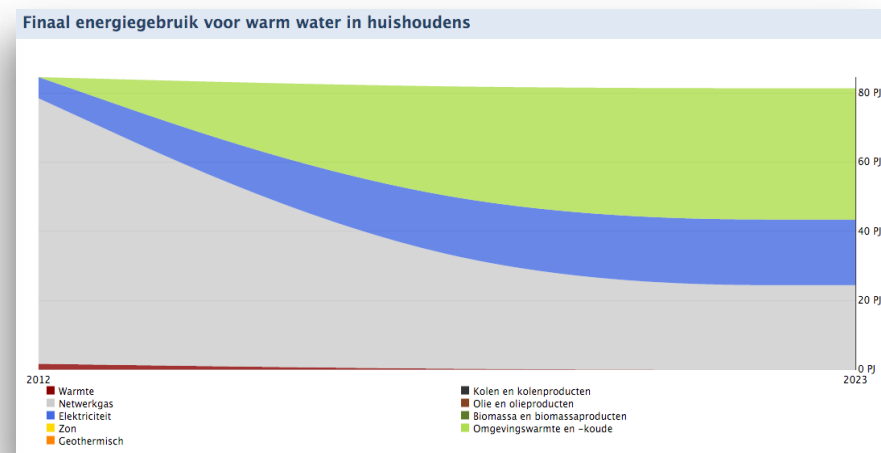 Finaal energiegebruik voor warm water in huishoudens
80 PJ
60 PJ
40 PJ
20 PJ
0 PJ
2012
2023
Warmte
Netwerkgas
Elektriciteit
Zon
Geothermisch
Kolen en kolenproducten
Olie en olieproducten
Biomassa en biomassaproducten
Omgevingswarmte en -koude